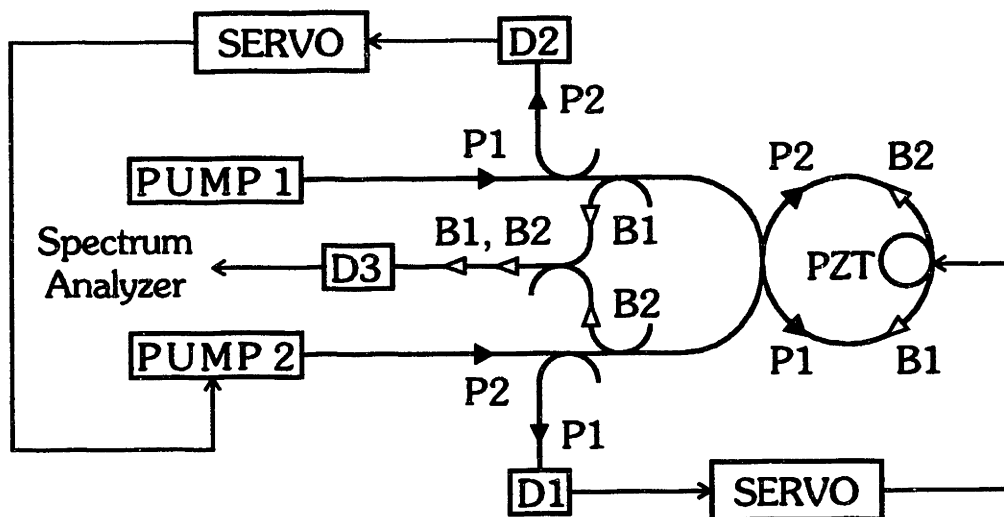 SERVO
D2
P2
P1
PUMP 1
P2
B2
B1
B1, B2
Spectrum
Analyzer
D3
PZT
B2
PUMP 2
P2
P1
B1
P1
D1
SERVO